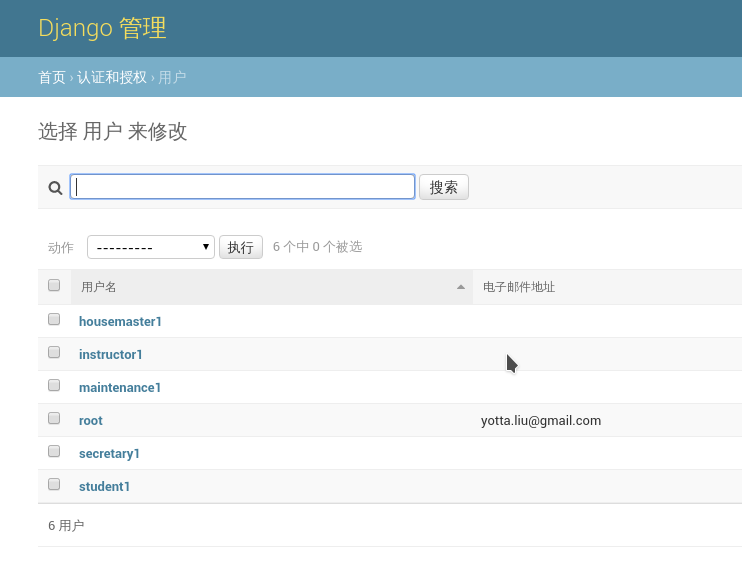 Django 管理
首页 › 认证和授权 › 用户
选择 用户 来修改
搜索
动作 --------- 执行 6 个中 0 个被选
用户名 电子邮件地址
housemaster1
instructor1
maintenance1
root yotta.liu@gmail.com
secretary1
student1
6 用户